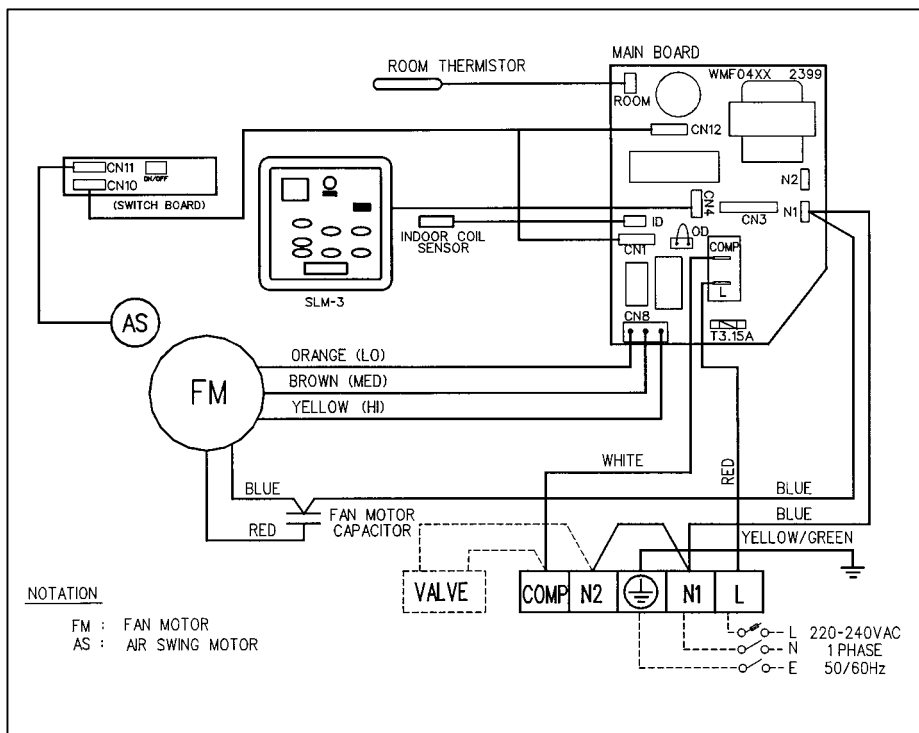 MAIN BOARD
ROOM THERMISTOR
WMF04XX 2399
ROOM
CN12
CN11
ON/OFF
CN10
(SWITCH BOARD)
N2
CN4
CN3
N1
INDOOR COIL
SENSOR
ID
OD
CN1
COMP
L
SLM-3
CN8
T3.15A
AS
FM
ORANGE (LO)
BROWN (MED)
YELLOW (HI)
WHITE
RED
BLUE
BLUE
FAN MOTOR
CAPACITOR
RED
BLUE
YELLOW/GREEN
VALVE
COMP N2 N1 L
NOTATION
FM : FAN MOTOR
AS : AIR SWING MOTOR
L 220-240VAC
N 1 PHASE
E 50/60Hz